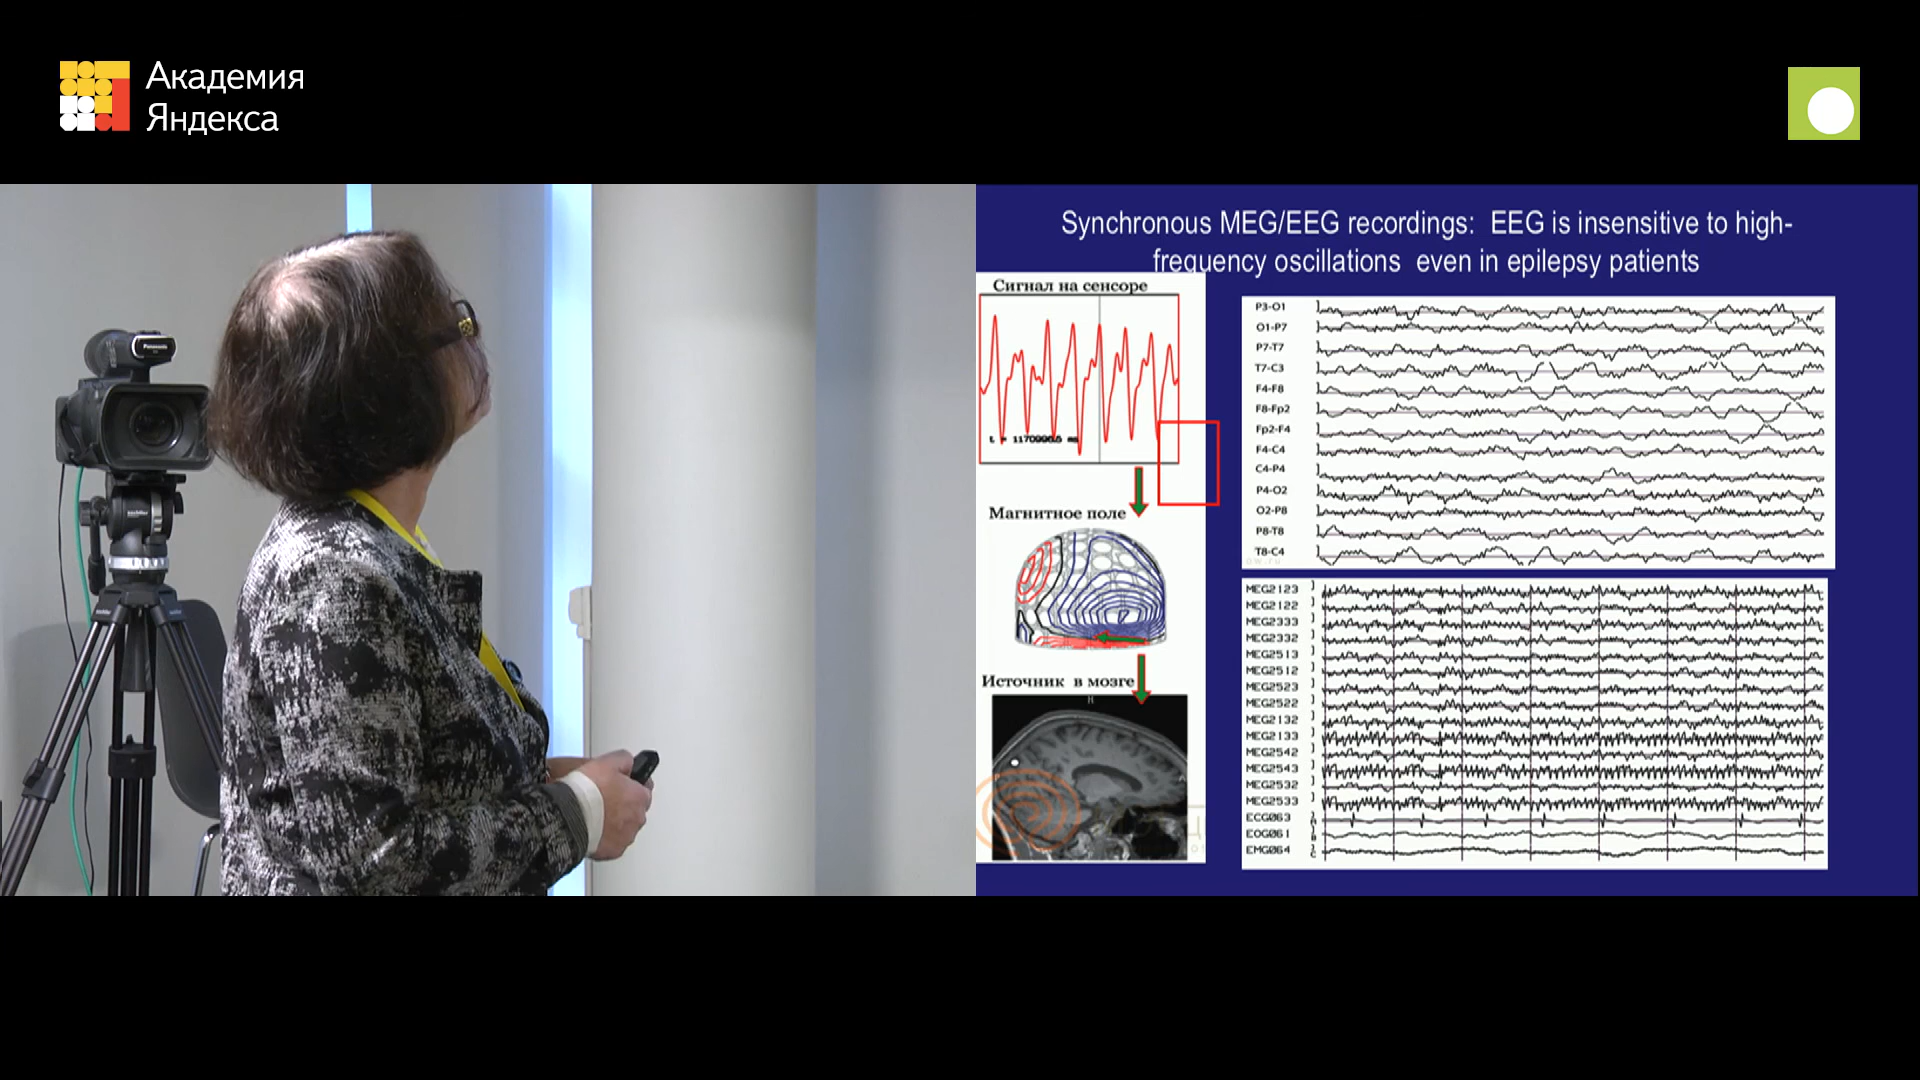 Академия
Яндекса
Synchronous MEG/EEG recordings: EEG is insensitive to high-
frequency oscillations even in epilepsy patients
Сигнал на сенсоре
Магнитное поле
Источник в мозге
P3-O1
O1-P7
P7-T7
T7-C3
F4-F8
F8-Fp2
Fp2-F4
F4-C4
C4-P4
P4-O2
O2-P8
P8-T8
T8-C4
MEG2123
MEG2122
MEG2333
MEG2332
MEG2513
MEG2512
MEG2523
MEG2522
MEG2132
MEG2133
MEG2542
MEG2543
MEG2532
MEG2533
ECG063
EOG061
EMG064
Panasonic